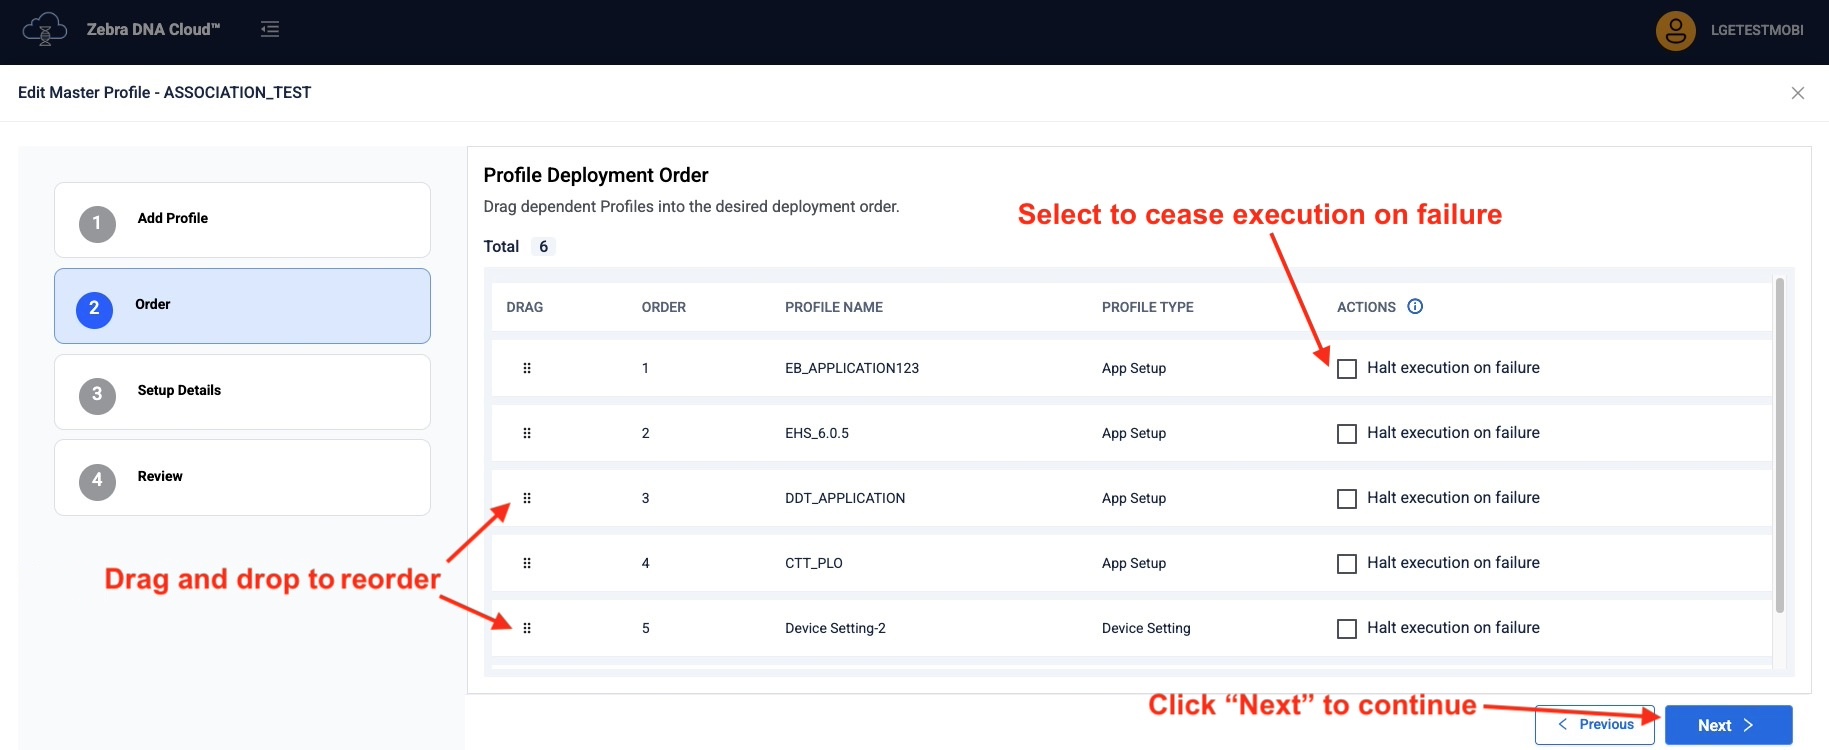 Zebra DNA Cloud™
LGETESTMOBI
Edit Master Profile - ASSOCIATION_TEST
1 Add Profile
2 Order
3 Setup Details
4 Review
Profile Deployment Order
Drag dependent Profiles into the desired deployment order.
Select to cease execution on failure
Total 6
DRAG ORDER PROFILE NAME PROFILE TYPE ACTIONS
1 EB_APPLICATION123 App Setup Halt execution on failure
2 EHS_6.0.5 App Setup Halt execution on failure
3 DDT_APPLICATION App Setup Halt execution on failure
4 CTT_PLO App Setup Halt execution on failure
5 Device Setting-2 Device Setting Halt execution on failure
Drag and drop to reorder
Click “Next” to continue
Previous
Next